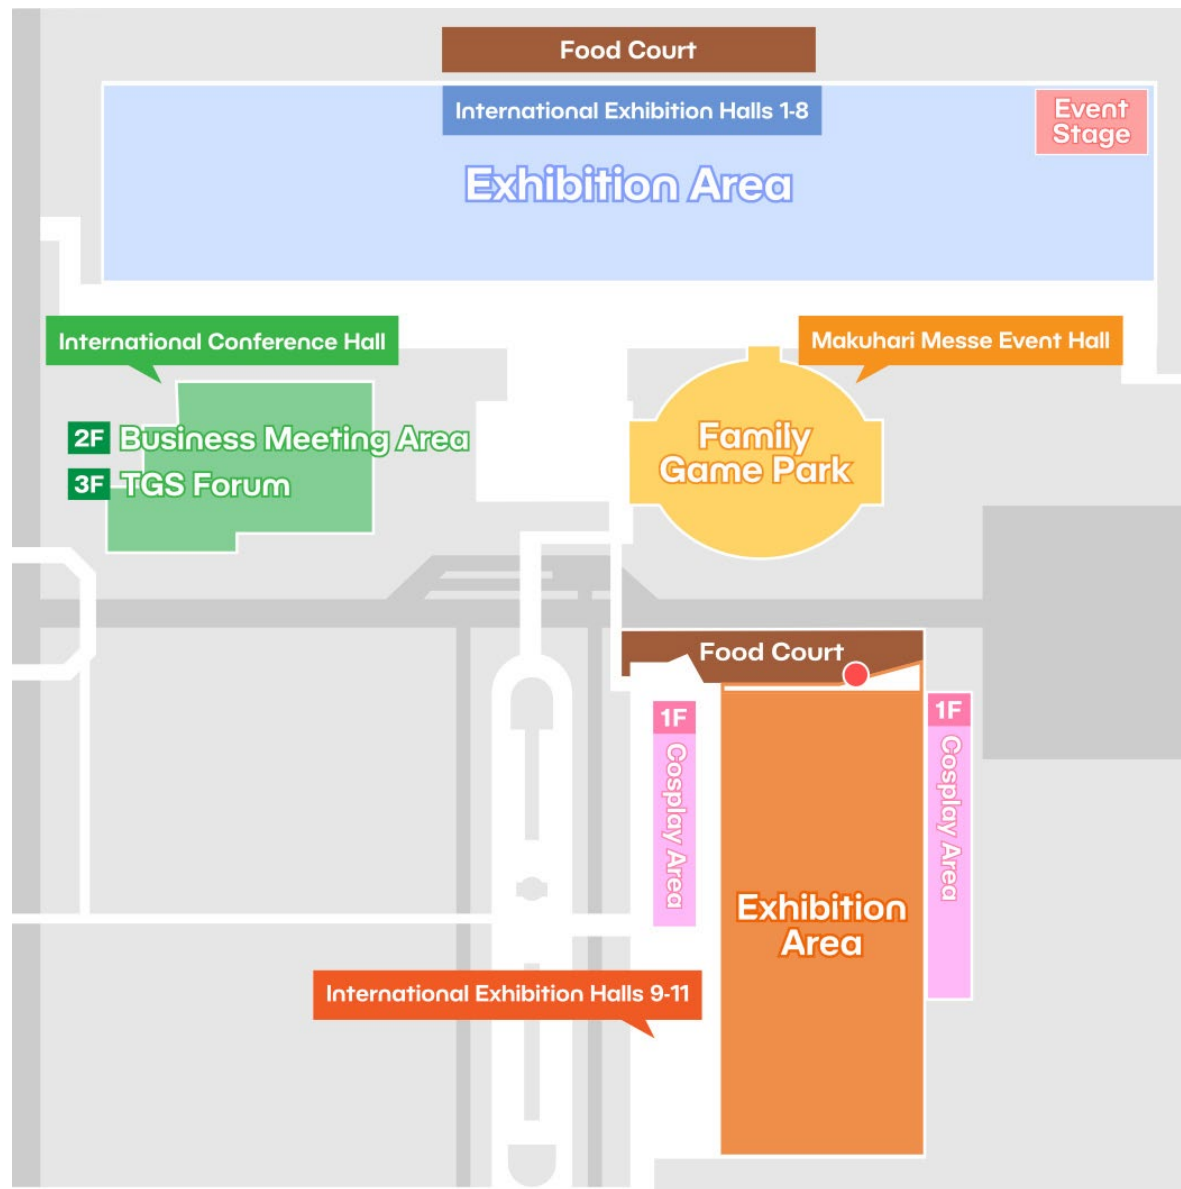 Food Court
International Exhibition Halls 1-8
Event
Stage
Exhibition Area
International Conference Hall
Makuhari Messe Event Hall
2F Business Meeting Area
3F TGS Forum
Family
Game Park
Food Court
1F
Cosplay Area
1F
Cosplay Area
Exhibition
Area
International Exhibition Halls 9-11